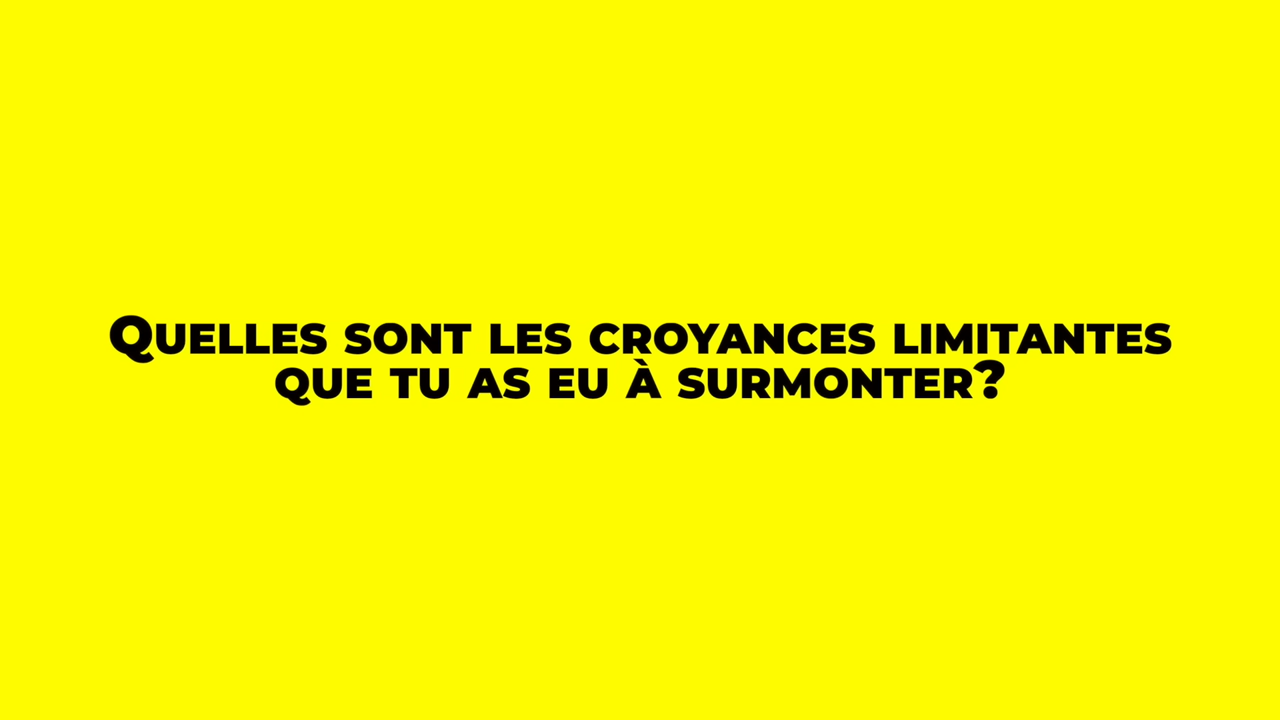 Quelles sont les croyances limitantes
que tu as eu à surmonter?